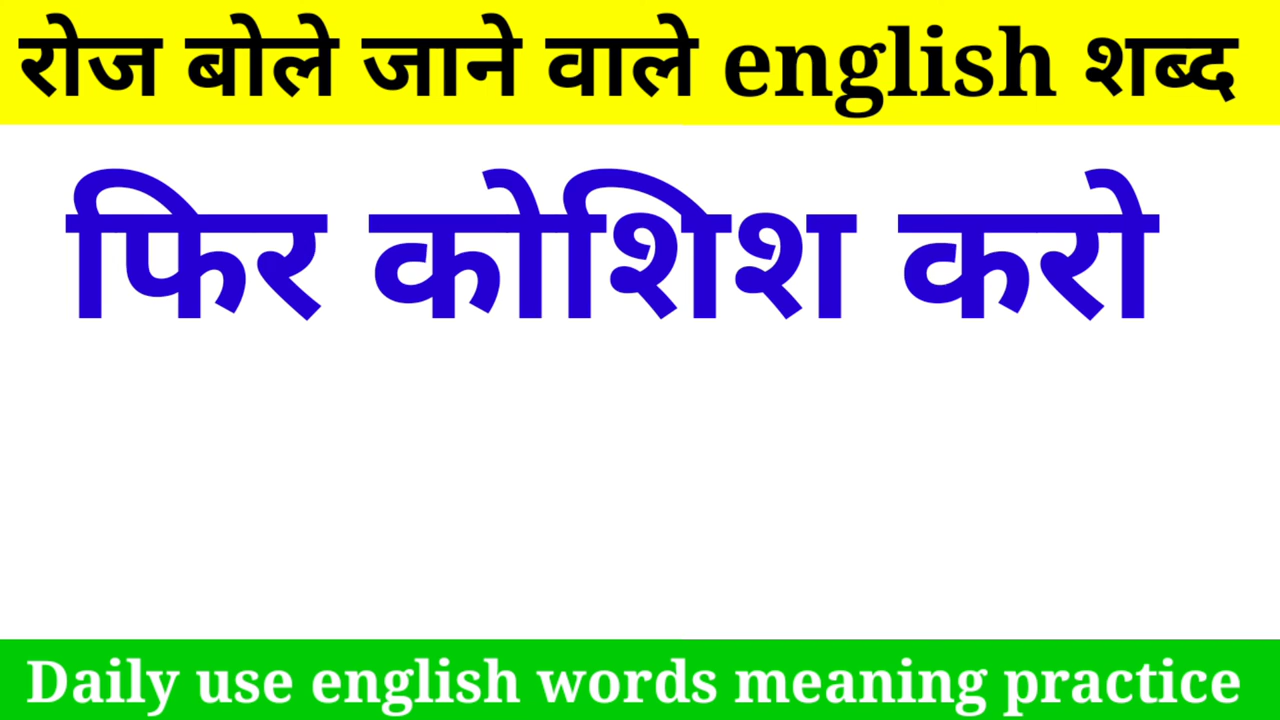 रोज बोले जाने वाले english शब्द
फिर कोशिश करो
Daily use english words meaning practice